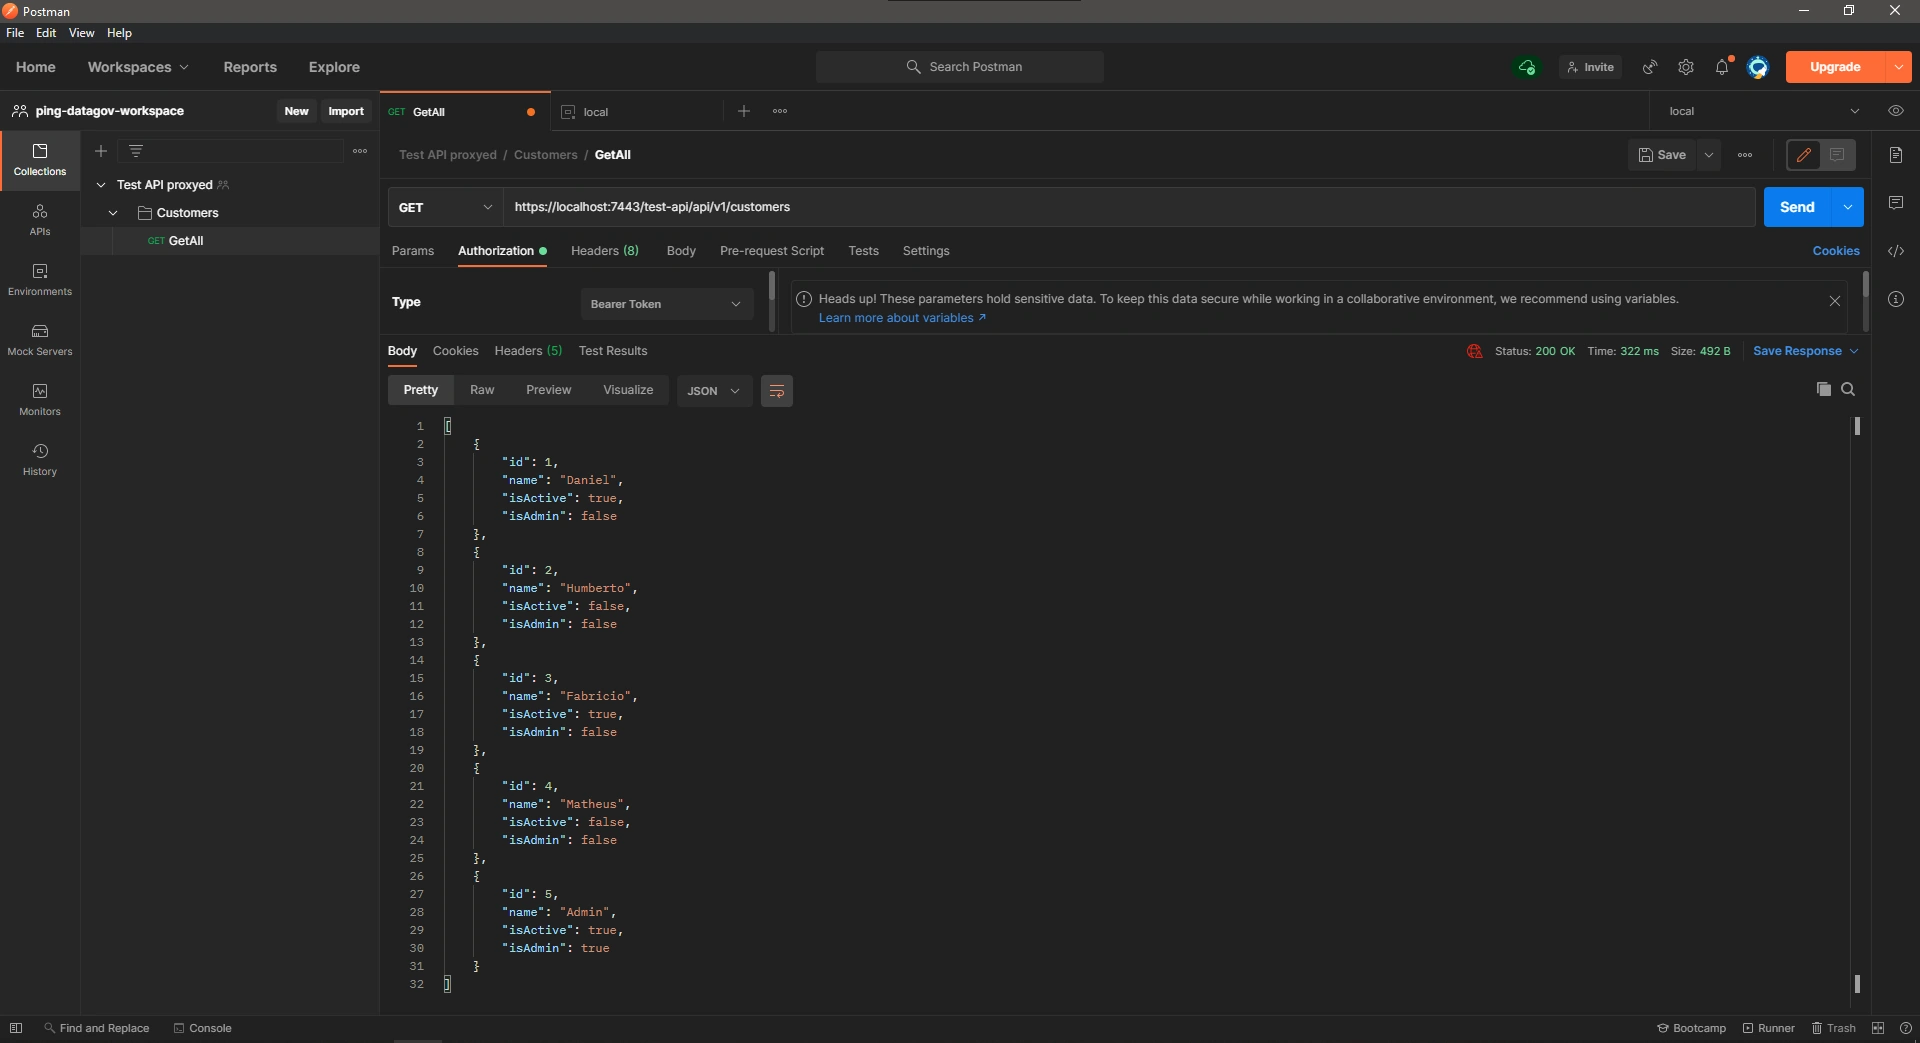 Postman
File Edit View Help
Home Workspaces Reports Explore Search Postman Invite Upgrade
ping-datagov-workspace New Import GET GetAll local local
Collections
Test API proxyed / Customers / GetAll Save
Test API proxyed
Customers
GET GetAll
APIs
Environments
Mock Servers
Monitors
History
GET https://localhost:7443/test-api/api/v1/customers Send
Params Authorization Headers (8) Body Pre-request Script Tests Settings Cookies
Type Bearer Token
Heads up! These parameters hold sensitive data. To keep this data secure while working in a collaborative environment, we recommend using variables.
Learn more about variables ↗
Body Cookies Headers (5) Test Results Status: 200 OK Time: 322 ms Size: 492 B Save Response
Pretty Raw Preview Visualize JSON
1 [
2 {
3 "id": 1,
4 "name": "Daniel",
5 "isActive": true,
6 "isAdmin": false
7 },
8 {
9 "id": 2,
10 "name": "Humberto",
11 "isActive": false,
12 "isAdmin": false
13 },
14 {
15 "id": 3,
16 "name": "Fabricio",
17 "isActive": true,
18 "isAdmin": false
19 },
20 {
21 "id": 4,
22 "name": "Matheus",
23 "isActive": false,
24 "isAdmin": false
25 },
26 {
27 "id": 5,
28 "name": "Admin",
29 "isActive": true,
30 "isAdmin": true
31 }
32 ]
Find and Replace Console Bootcamp Runner Trash